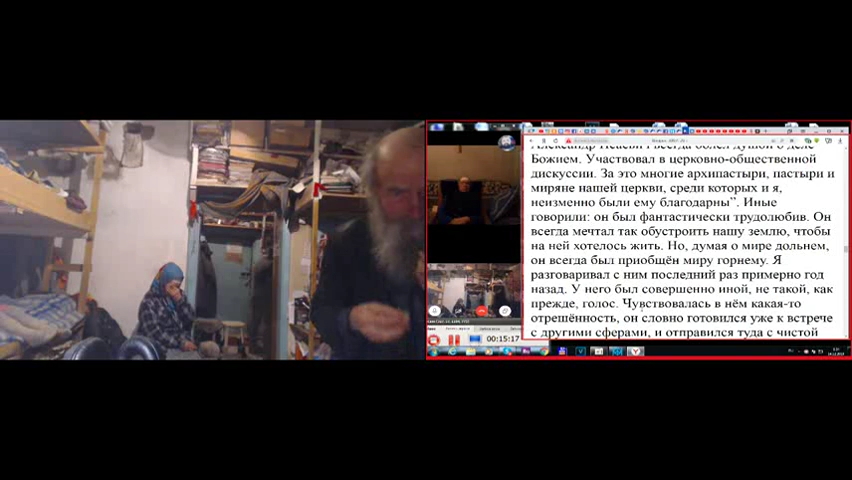 Божием. Участвовал в церковно-общественной
дискуссии. За это многие архипастыри, пастыри и
миряне нашей церкви, среди которых и я,
неизменно были ему благодарны”. Иные
говорили: он был фантастически трудолюбив. Он
всегда мечтал так обустроить нашу землю, чтобы
на ней хотелось жить. Но, думая о мире дольнем,
он всегда был приобщён миру горнему. Я
разговаривал с ним последний раз примерно год
назад. У него был совершенно иной, не такой, как
прежде, голос. Чувствовалась в нём какая-то
отрешённость, он словно готовился уже к встрече
с другими сферами, и отправился туда с чистой
00:15:17